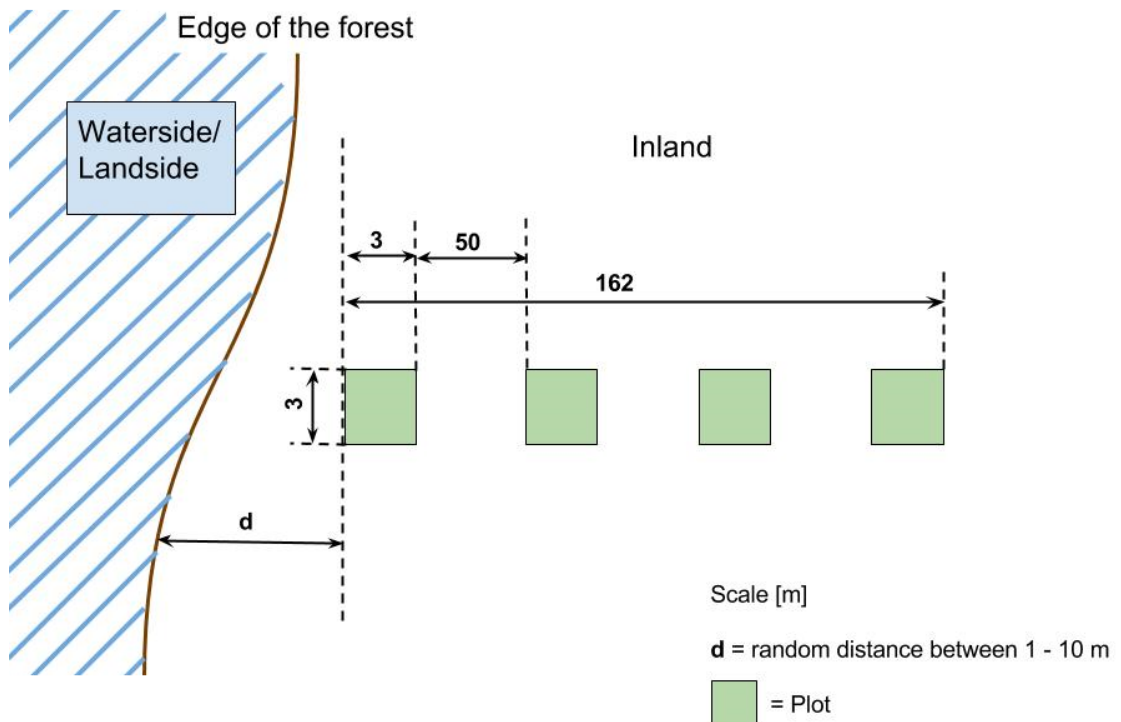 Edge of the forest
Waterside/
Landside
Inland
3
50
162
3
d
Scale [m]
d = random distance between 1 - 10 m
= Plot